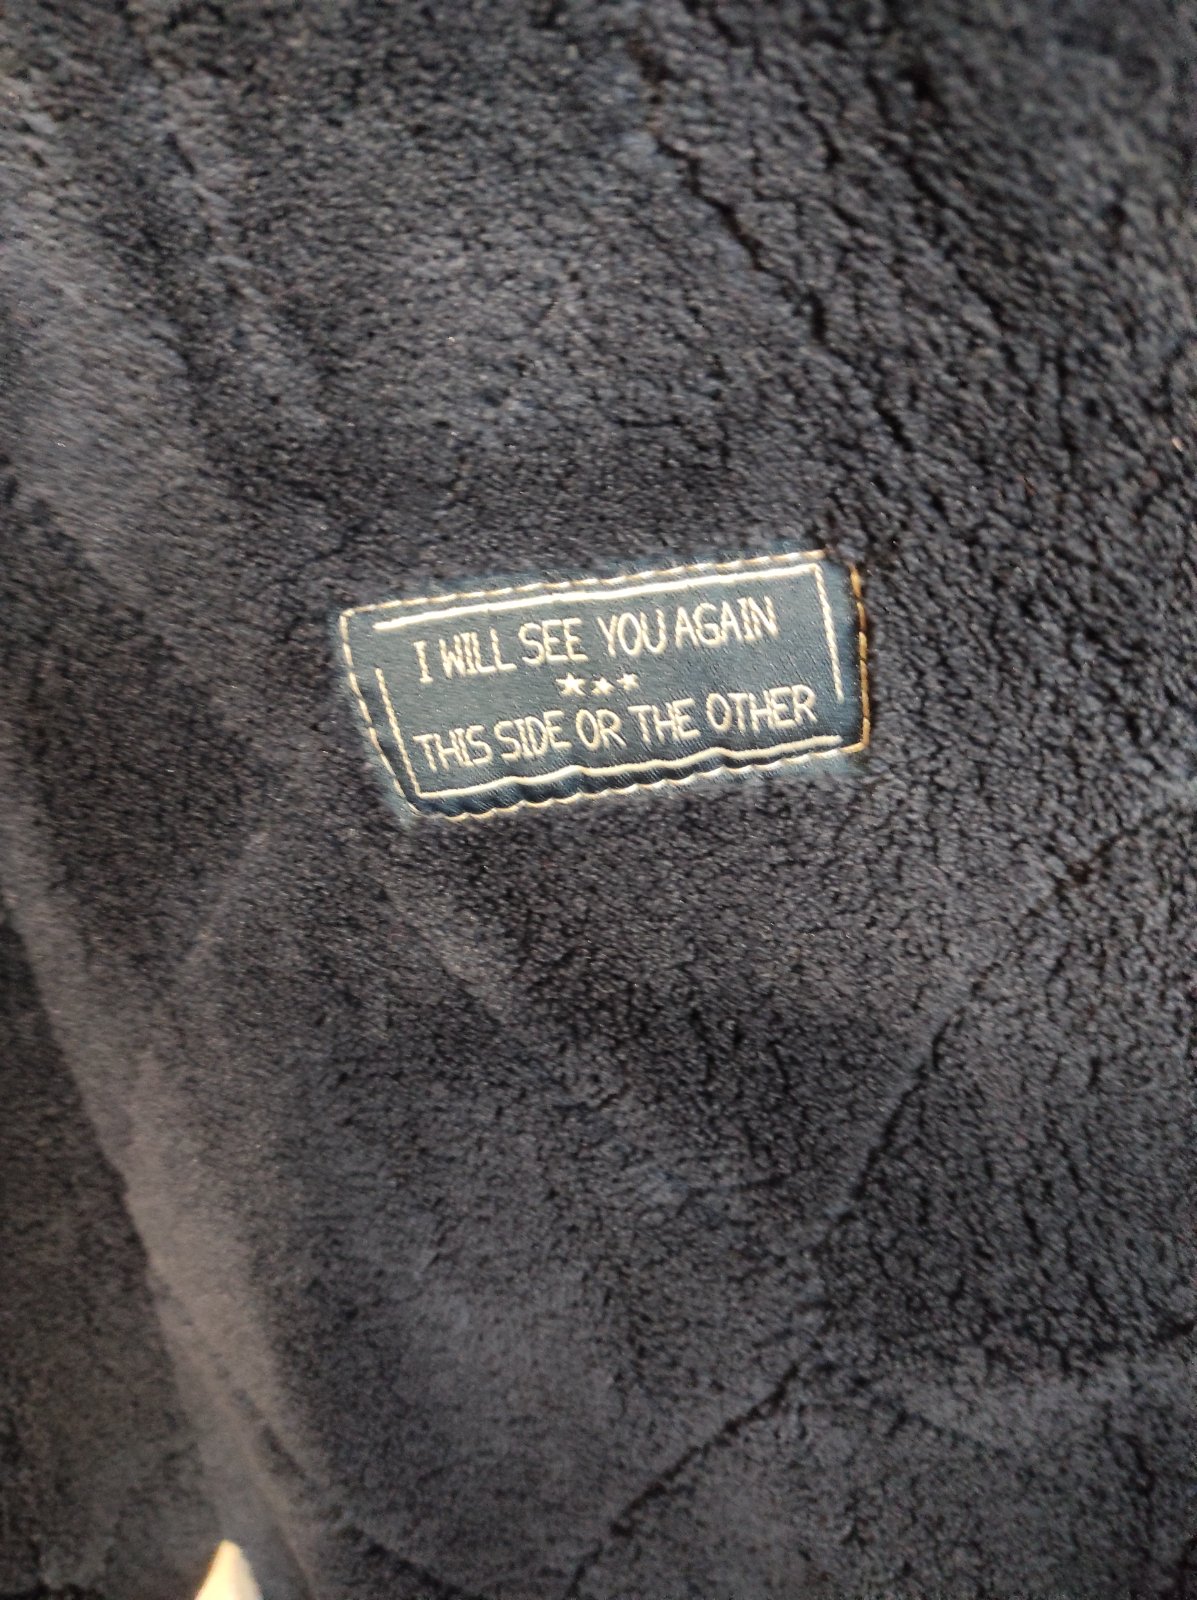 I WILL SEE YOU AGAIN
THIS SIDE OR THE OTHER